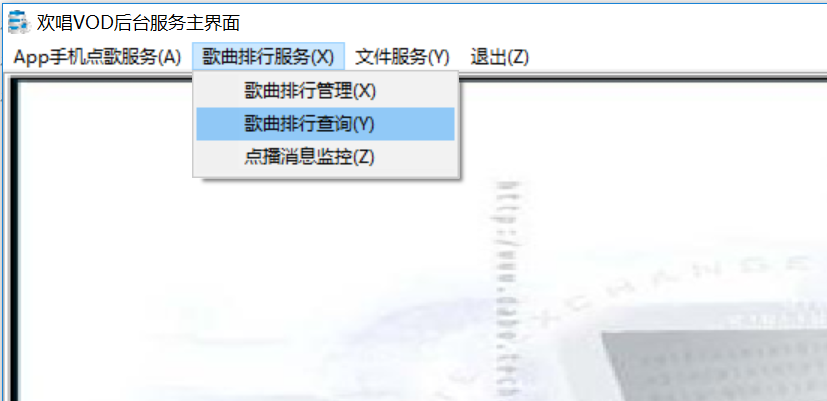 欢唱VOD后台服务主界面
App手机点歌服务(A) 歌曲排行服务(X) 文件服务(Y) 退出(Z)
歌曲排行管理(X)
歌曲排行查询(Y)
点播消息监控(Z)
EXCHANGE